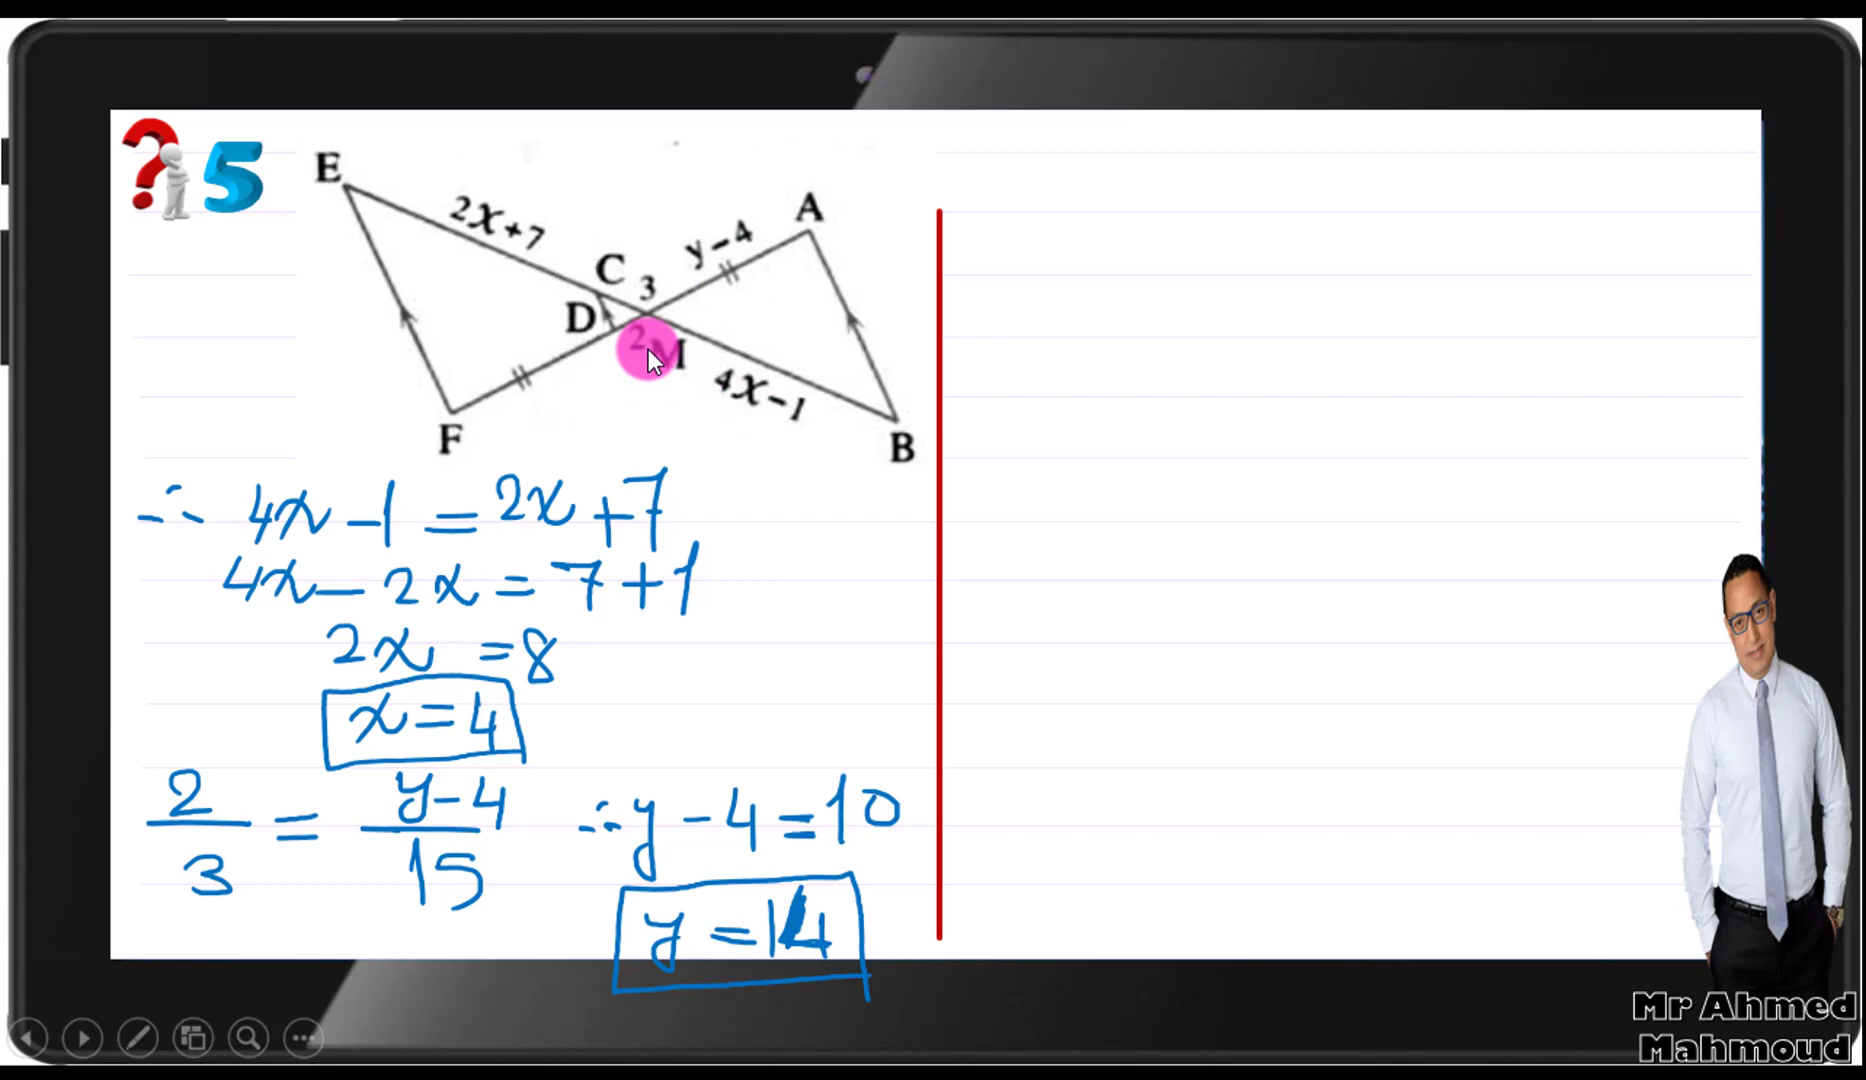 ? 5
E
2x+7
C
3
y-4
A
D
2
M
4x-1
F
B
∴ 4x - 1 = 2x + 7
4x - 2x = 7 + 1
2x = 8
x = 4
2/3 = y-4/15
∴ y - 4 = 10
y = 14
Mr Ahmed
Mahmoud